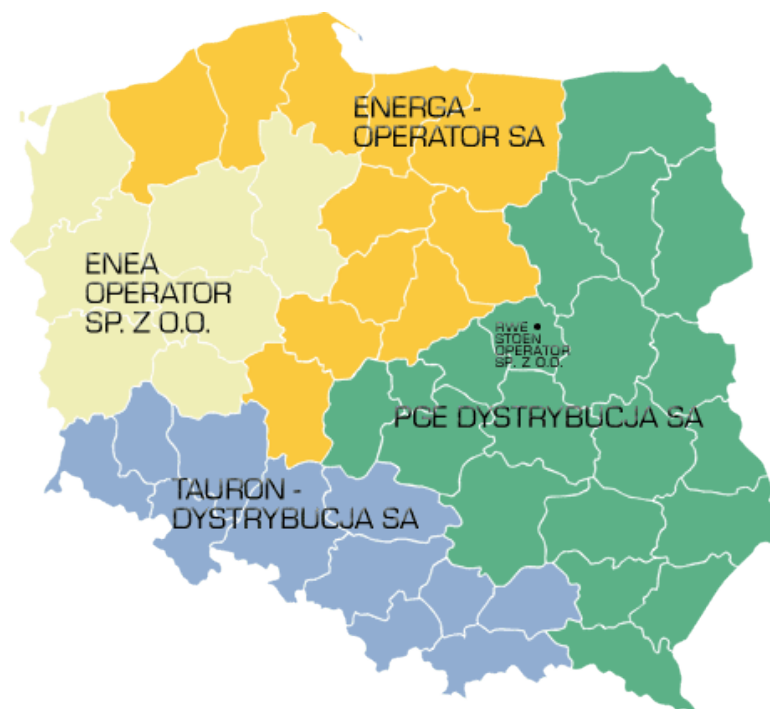 ENERGA -
OPERATOR SA
ENEA
OPERATOR
SP. Z O.O.
RWE
STOEN
OPERATOR
SP. Z O.O.
PGE DYSTRYBUCJA SA
TAURON -
DYSTRYBUCJA SA